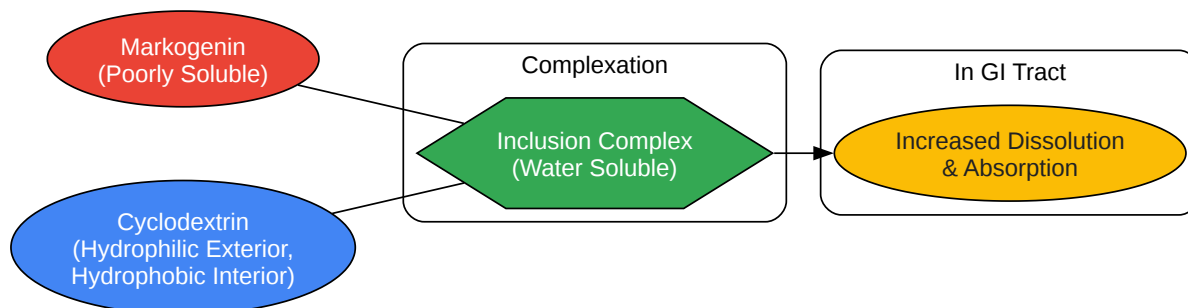 Markogenin
(Poorly Soluble)
Cyclodextrin
(Hydrophilic Exterior,
Hydrophobic Interior)
Complexation
Inclusion Complex
(Water Soluble)
In GI Tract
Increased Dissolution
& Absorption